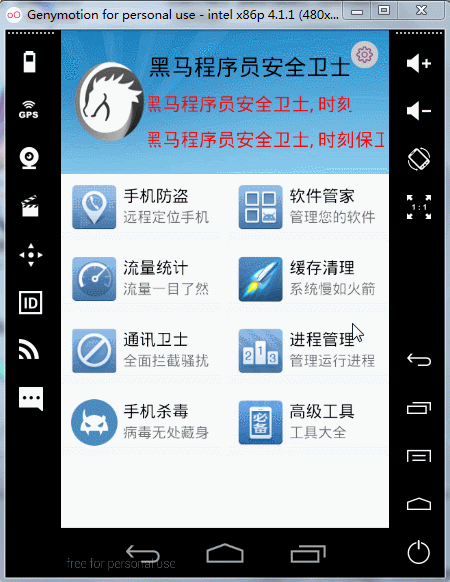 Genymotion for personal use - intel x86p 4.1.1 (480x...
黑马程序员安全卫士
黑马程序员安全卫士, 时刻
黑马程序员安全卫士, 时刻保卫
GPS
手机防盗
远程定位手机
软件管家
管理您的软件
1:1
流量统计
流量一目了然
缓存清理
系统慢如火箭
ID
通讯卫士
全面拦截骚扰
进程管理
管理运行进程
1
2
3
手机杀毒
病毒无处藏身
必备
高级工具
工具大全
free for personal use